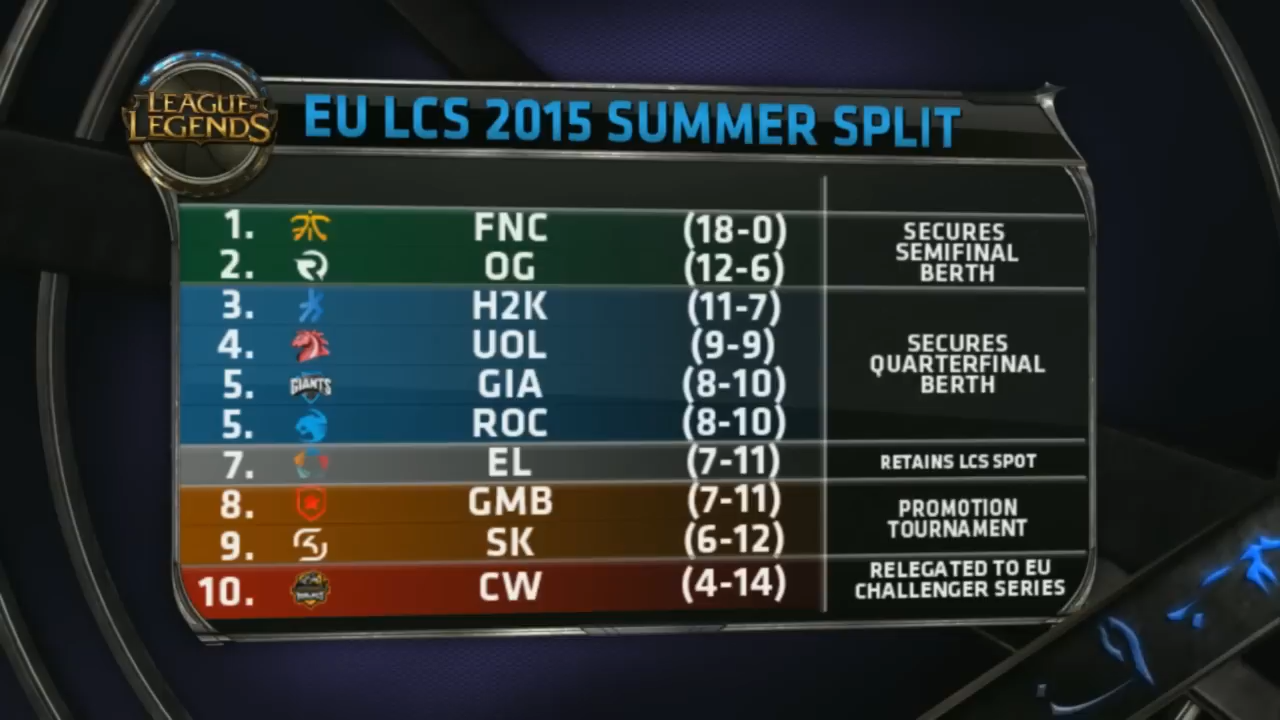 LEAGUE OF LEGENDS
EU LCS 2015 SUMMER SPLIT
1. FNC (18-0)
2. OG (12-6)
SECURES
SEMIFINAL
BERTH
3. H2K (11-7)
4. UOL (9-9)
5. GIANTS GIA (8-10)
5. ROC (8-10)
SECURES
QUARTERFINAL
BERTH
7. EL (7-11)
RETAINS LCS SPOT
8. GMB (7-11)
9. SK (6-12)
PROMOTION
TOURNAMENT
10. CW (4-14)
RELEGATED TO EU
CHALLENGER SERIES